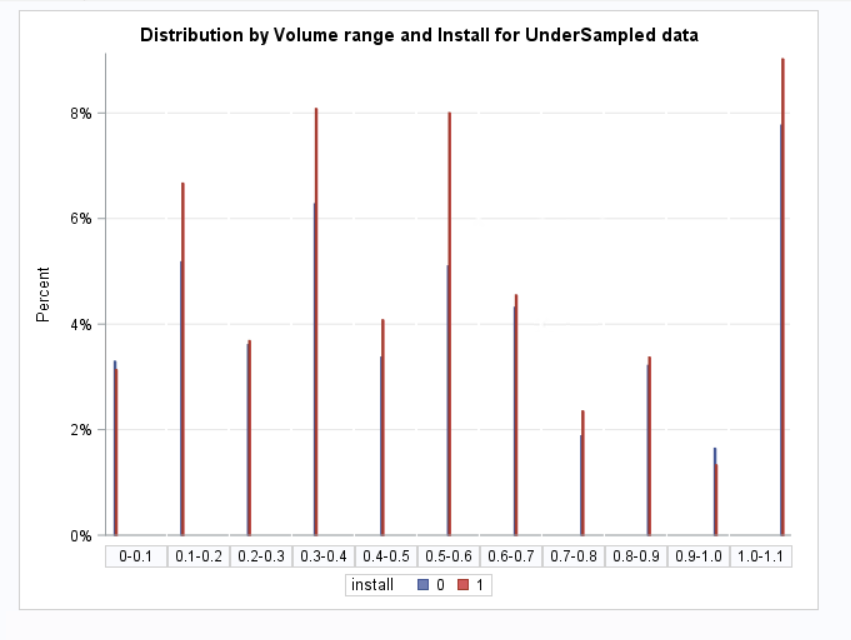 Distribution by Volume range and Install for UnderSampled data
8%
6%
4%
2%
0%
Percent
0-0.1 0.1-0.2 0.2-0.3 0.3-0.4 0.4-0.5 0.5-0.6 0.6-0.7 0.7-0.8 0.8-0.9 0.9-1.0 1.0-1.1
install 0 1